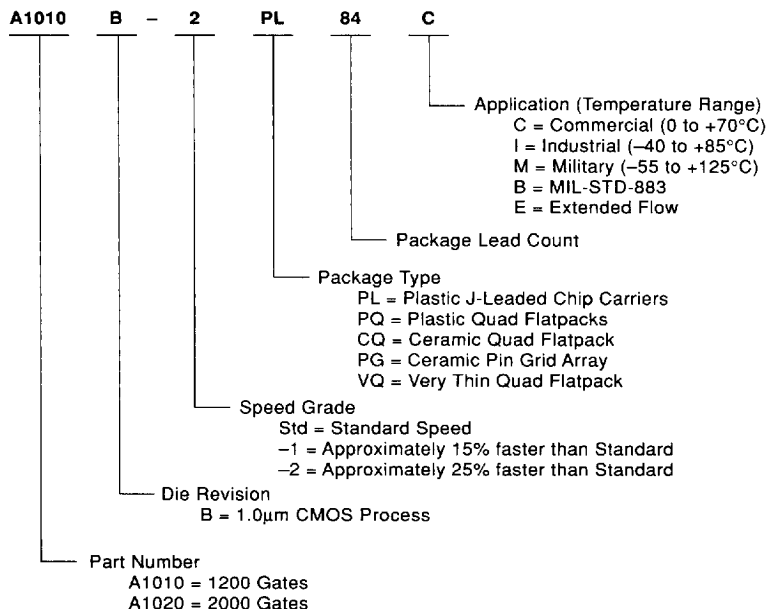 A1010 B – 2 PL 84 C
Application (Temperature Range)
C = Commercial (0 to +70°C)
I = Industrial (–40 to +85°C)
M = Military (–55 to +125°C)
B = MIL-STD-883
E = Extended Flow
Package Lead Count
Package Type
PL = Plastic J-Leaded Chip Carriers
PQ = Plastic Quad Flatpacks
CQ = Ceramic Quad Flatpack
PG = Ceramic Pin Grid Array
VQ = Very Thin Quad Flatpack
Speed Grade
Std = Standard Speed
–1 = Approximately 15% faster than Standard
–2 = Approximately 25% faster than Standard
Die Revision
B = 1.0µm CMOS Process
Part Number
A1010 = 1200 Gates
A1020 = 2000 Gates